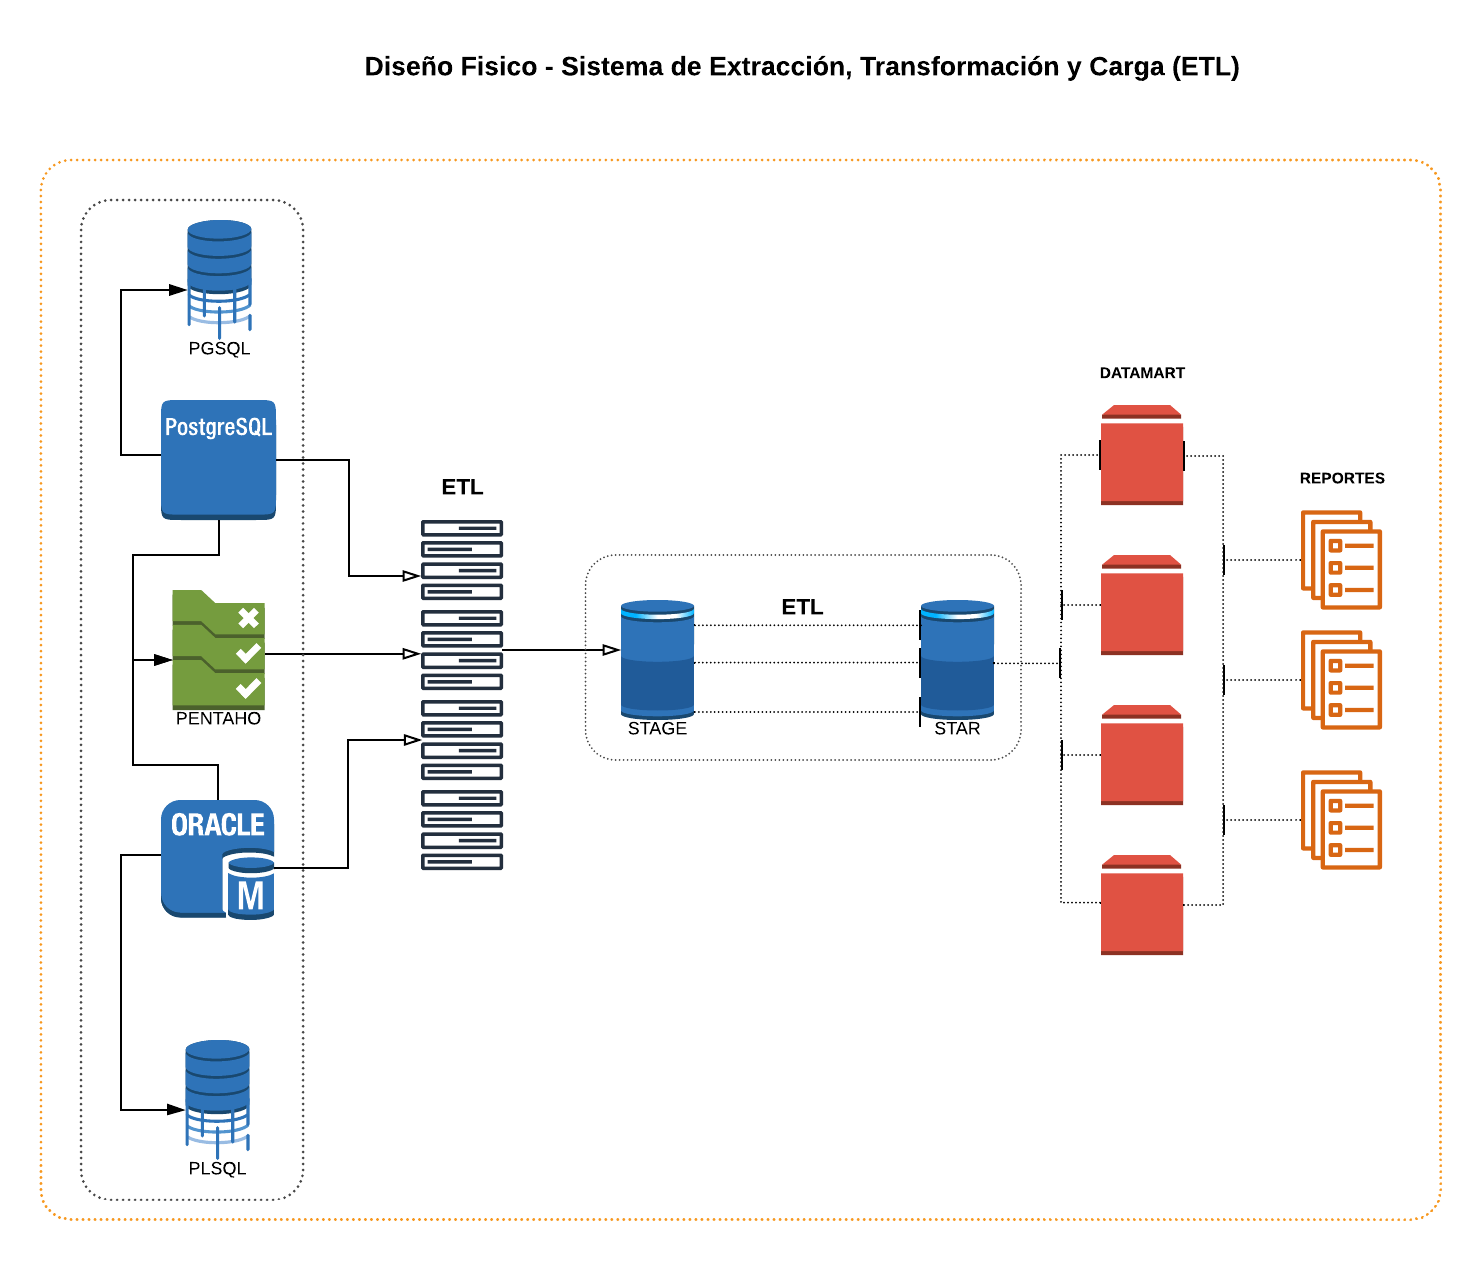 Diseño Fisico - Sistema de Extracción, Transformación y Carga (ETL)
PGSQL
PostgreSQL
PENTAHO
ORACLE
M
PLSQL
ETL
STAGE
ETL
STAR
DATAMART
REPORTES